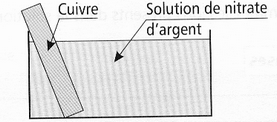 Cuivre
Solution de nitrate
d'argent